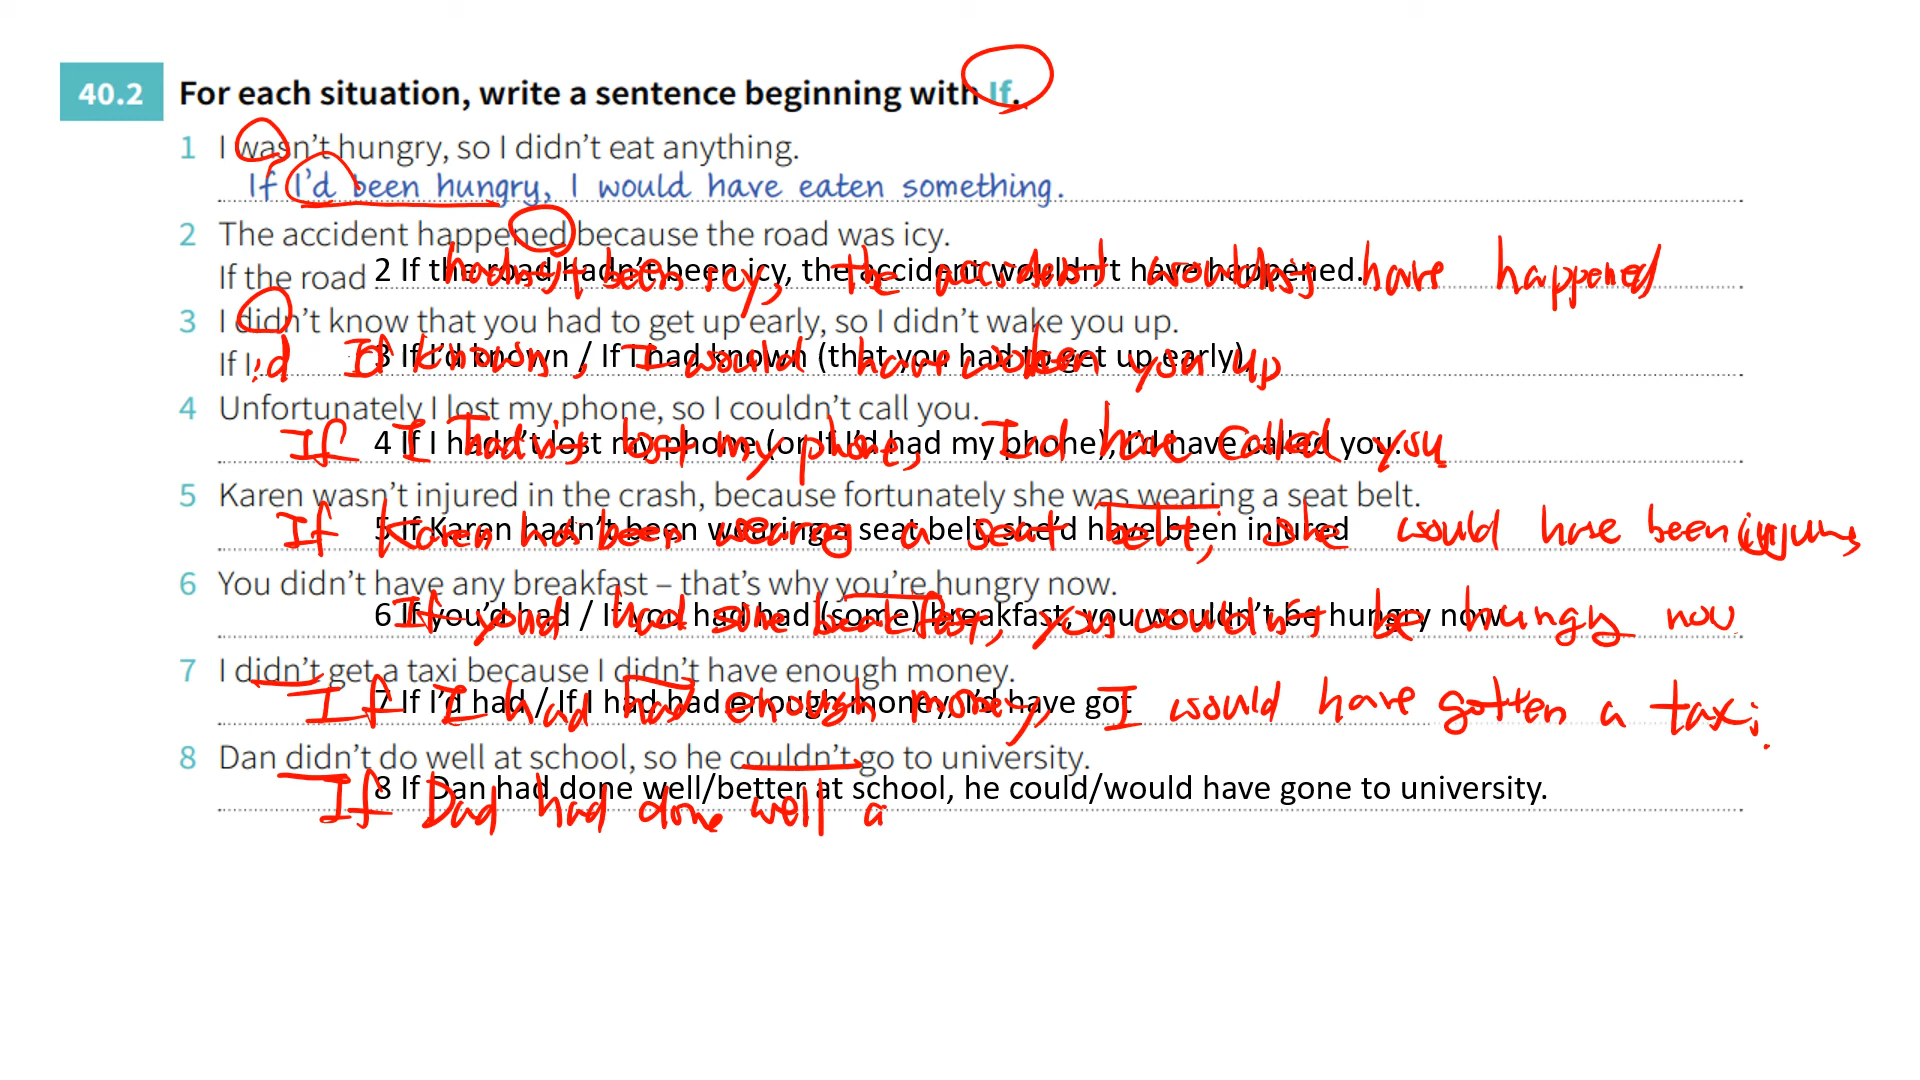 40.2 For each situation, write a sentence beginning with If.
1 I wasn't hungry, so I didn't eat anything.
If I'd been hungry, I would have eaten something.
2 The accident happened because the road was icy.
If the road
2 If the road hadn't been icy, the accident wouldn't have happened.
hadn't been icy, the accident wouldn't have happened
3 I didn't know that you had to get up early, so I didn't wake you up.
If I
3 If I'd known / If I had known (that you had to get up early),
'd known, I would have woken you up
4 Unfortunately I lost my phone, so I couldn't call you.
4 If I hadn't lost my phone (or If I'd had my phone), I'd have called you.
If I hadn't lost my phone, I'd have called you
5 Karen wasn't injured in the crash, because fortunately she was wearing a seat belt.
5 If Karen hadn't been wearing a seat belt, she'd have been injured
If Karen hadn't been wearing a seat belt, she would have been
6 You didn't have any breakfast – that's why you're hungry now.
6 If you'd had / If you had had (some) breakfast, you wouldn't be hungry now
If you had some breakfast, you wouldn't be hungry now
7 I didn't get a taxi because I didn't have enough money.
7 If I'd had / If I had had enough money, I'd have got
If I had had enough money, I would have gotten a taxi.
8 Dan didn't do well at school, so he couldn't go to university.
8 If Dan had done well/better at school, he could/would have gone to university.
If Dad had done well a